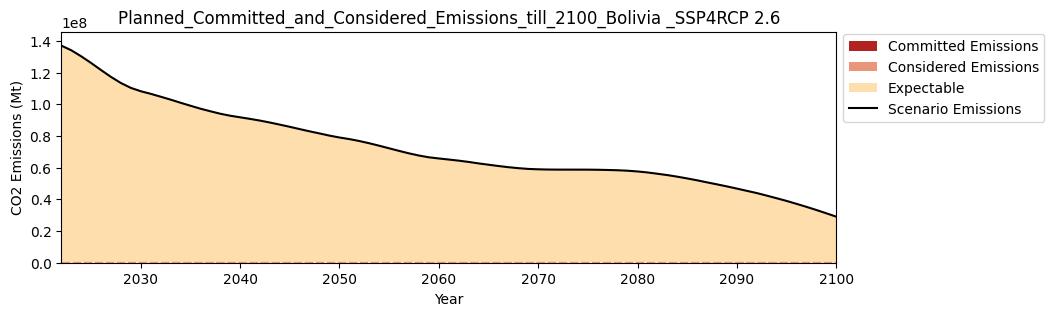 Planned_Committed_and_Considered_Emissions_till_2100_Bolivia _SSP4RCP 2.6
1e8
1.4
1.2
1.0
0.8
0.6
0.4
0.2
0.0
CO2 Emissions (Mt)
2030 2040 2050 2060 2070 2080 2090 2100
Year
Committed Emissions
Considered Emissions
Expectable
Scenario Emissions